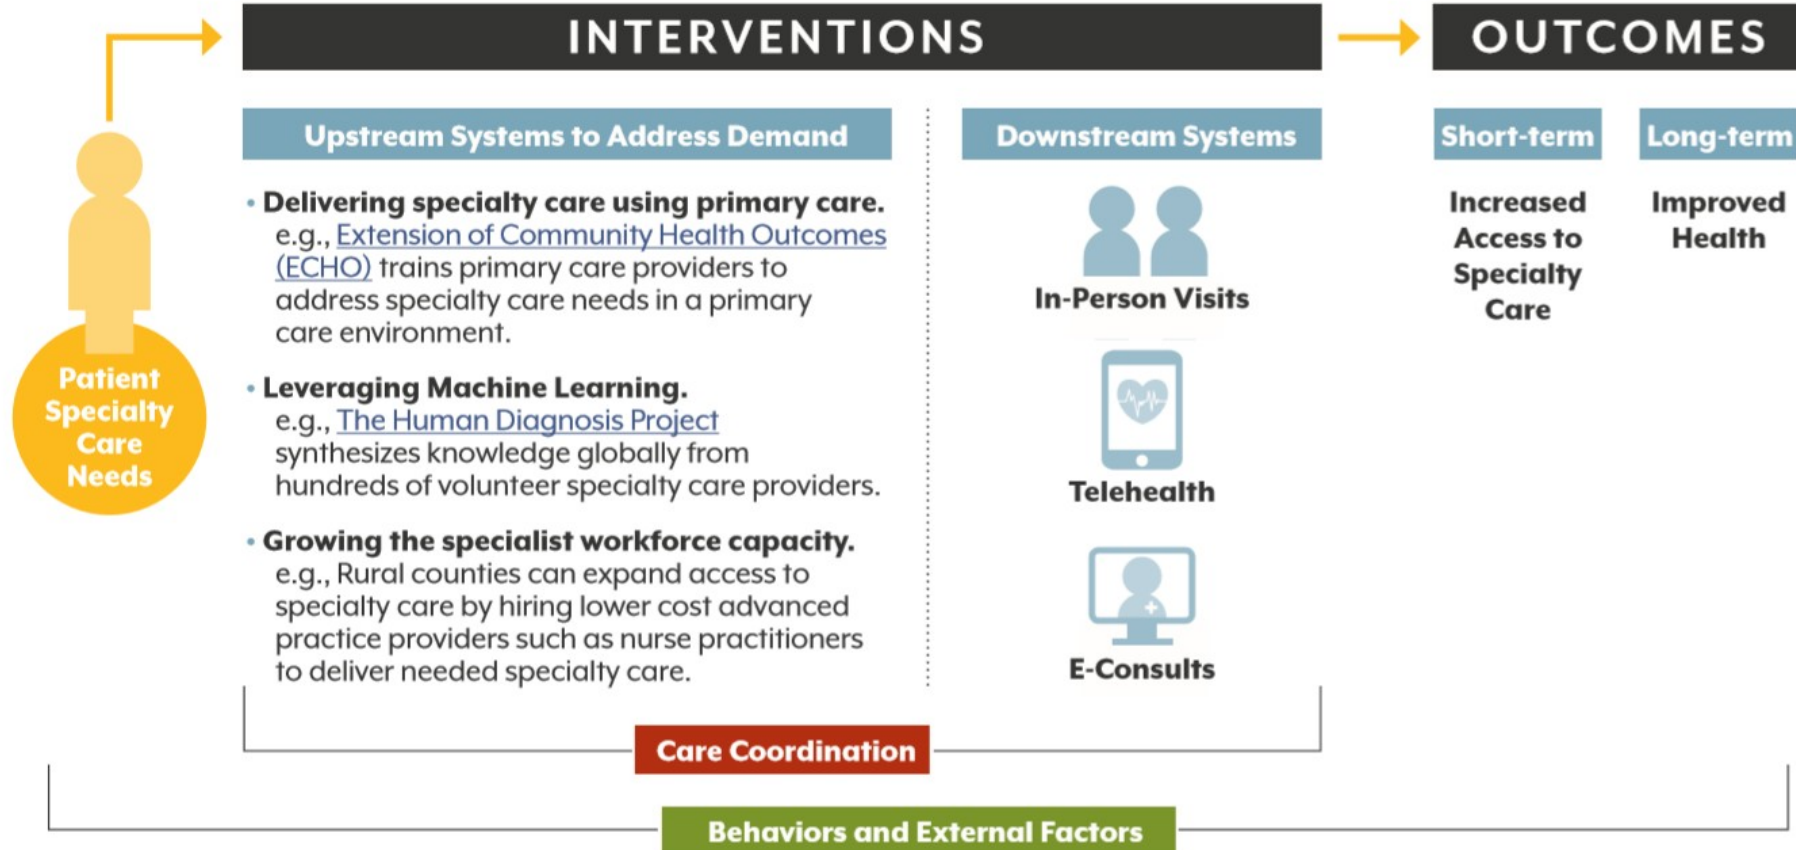 INTERVENTIONS
OUTCOMES
Patient
Specialty
Care
Needs
Upstream Systems to Address Demand
• Delivering specialty care using primary care.
e.g., Extension of Community Health Outcomes
(ECHO) trains primary care providers to
address specialty care needs in a primary
care environment.
• Leveraging Machine Learning.
e.g., The Human Diagnosis Project
synthesizes knowledge globally from
hundreds of volunteer specialty care providers.
• Growing the specialist workforce capacity.
e.g., Rural counties can expand access to
specialty care by hiring lower cost advanced
practice providers such as nurse practitioners
to deliver needed specialty care.
Downstream Systems
In-Person Visits
Telehealth
E-Consults
Short-term
Increased
Access to
Specialty
Care
Long-term
Improved
Health
Care Coordination
Behaviors and External Factors